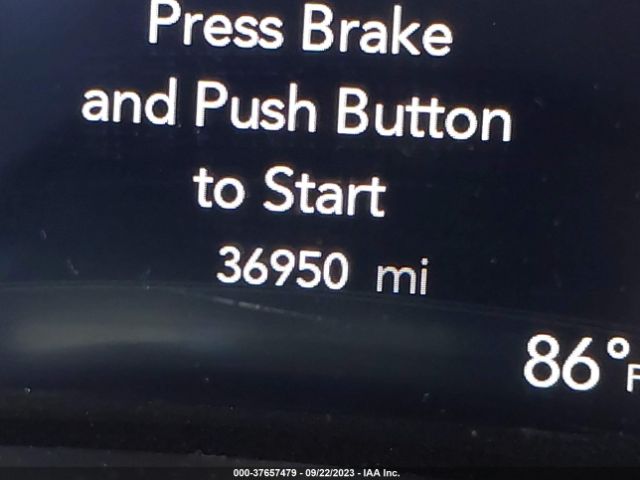 Press Brake
and Push Button
to Start
36950 mi
86°F
000-37657479 - 09/22/2023 - IAA Inc.